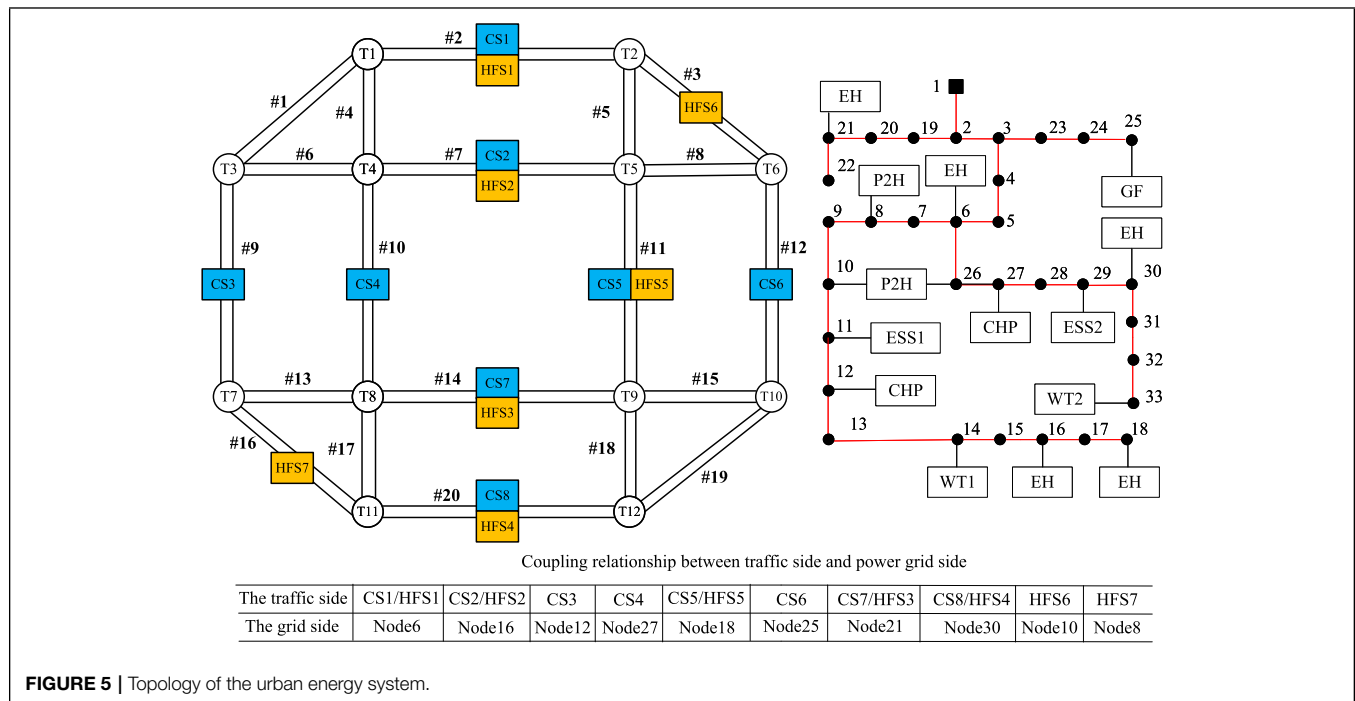 #2 CS1
T1 T2
HFS1 #3
#1 #4 #5 HFS6
#6 #7 CS2 #8
T3 T4 T5 T6
HFS2
#9 #10 #11 #12
CS3 CS4 CS5 HFS5 CS6
#13 #14 CS7 #15
T7 T8 T9 T10
HFS3
#16 #17 #18
HFS7 #19
#20 CS8
T11 T12
HFS4
1
EH
21 20 19 2 3 23 24 25
22 P2H EH 4 GF
9 8 7 6 5 EH
10 P2H 26 27 28 29 30
CHP ESS2 31
11 ESS1
32
12 CHP WT2 33
13 14 15 16 17 18
WT1 EH EH
Coupling relationship between traffic side and power grid side
The traffic side CS1/HFS1 CS2/HFS2 CS3 CS4 CS5/HFS5 CS6 CS7/HFS3 CS8/HFS4 HFS6 HFS7
The grid side Node6 Node16 Node12 Node27 Node18 Node25 Node21 Node30 Node10 Node8
FIGURE 5 | Topology of the urban energy system.